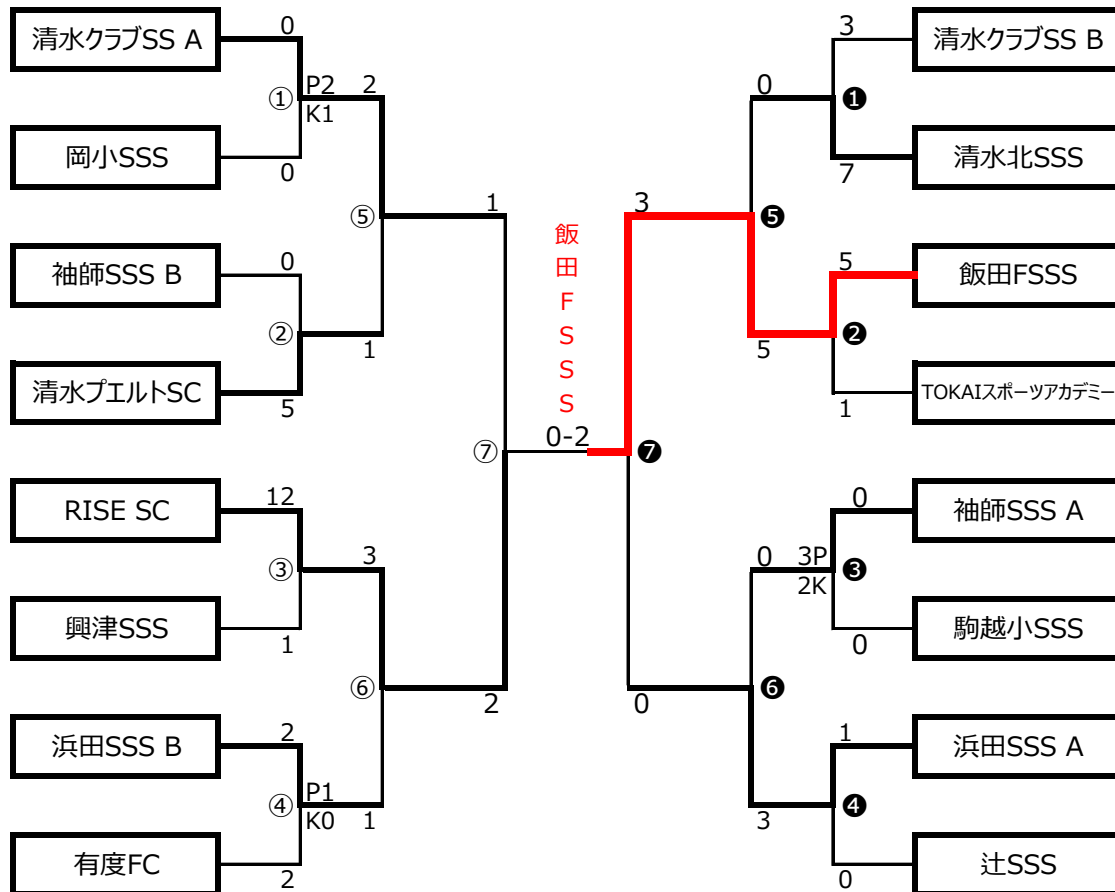 清水クラブSS A
0
①
P2
K1
2
岡小SSS
0
⑤
1
袖師SSS B
0
②
1
清水プエルトSC
5
⑦
RISE SC
12
③
3
興津SSS
1
⑥
2
浜田SSS B
2
④
P1
K0
1
有度FC
2
飯田FSSS
0-2
清水クラブSS B
3
0
❶
清水北SSS
7
3
❺
飯田FSSS
5
❷
5
TOKAIスポーツアカデミー
1
❼
袖師SSS A
0
0
3P
2K
❸
駒越小SSS
0
❻
0
浜田SSS A
1
❹
3
辻SSS
0